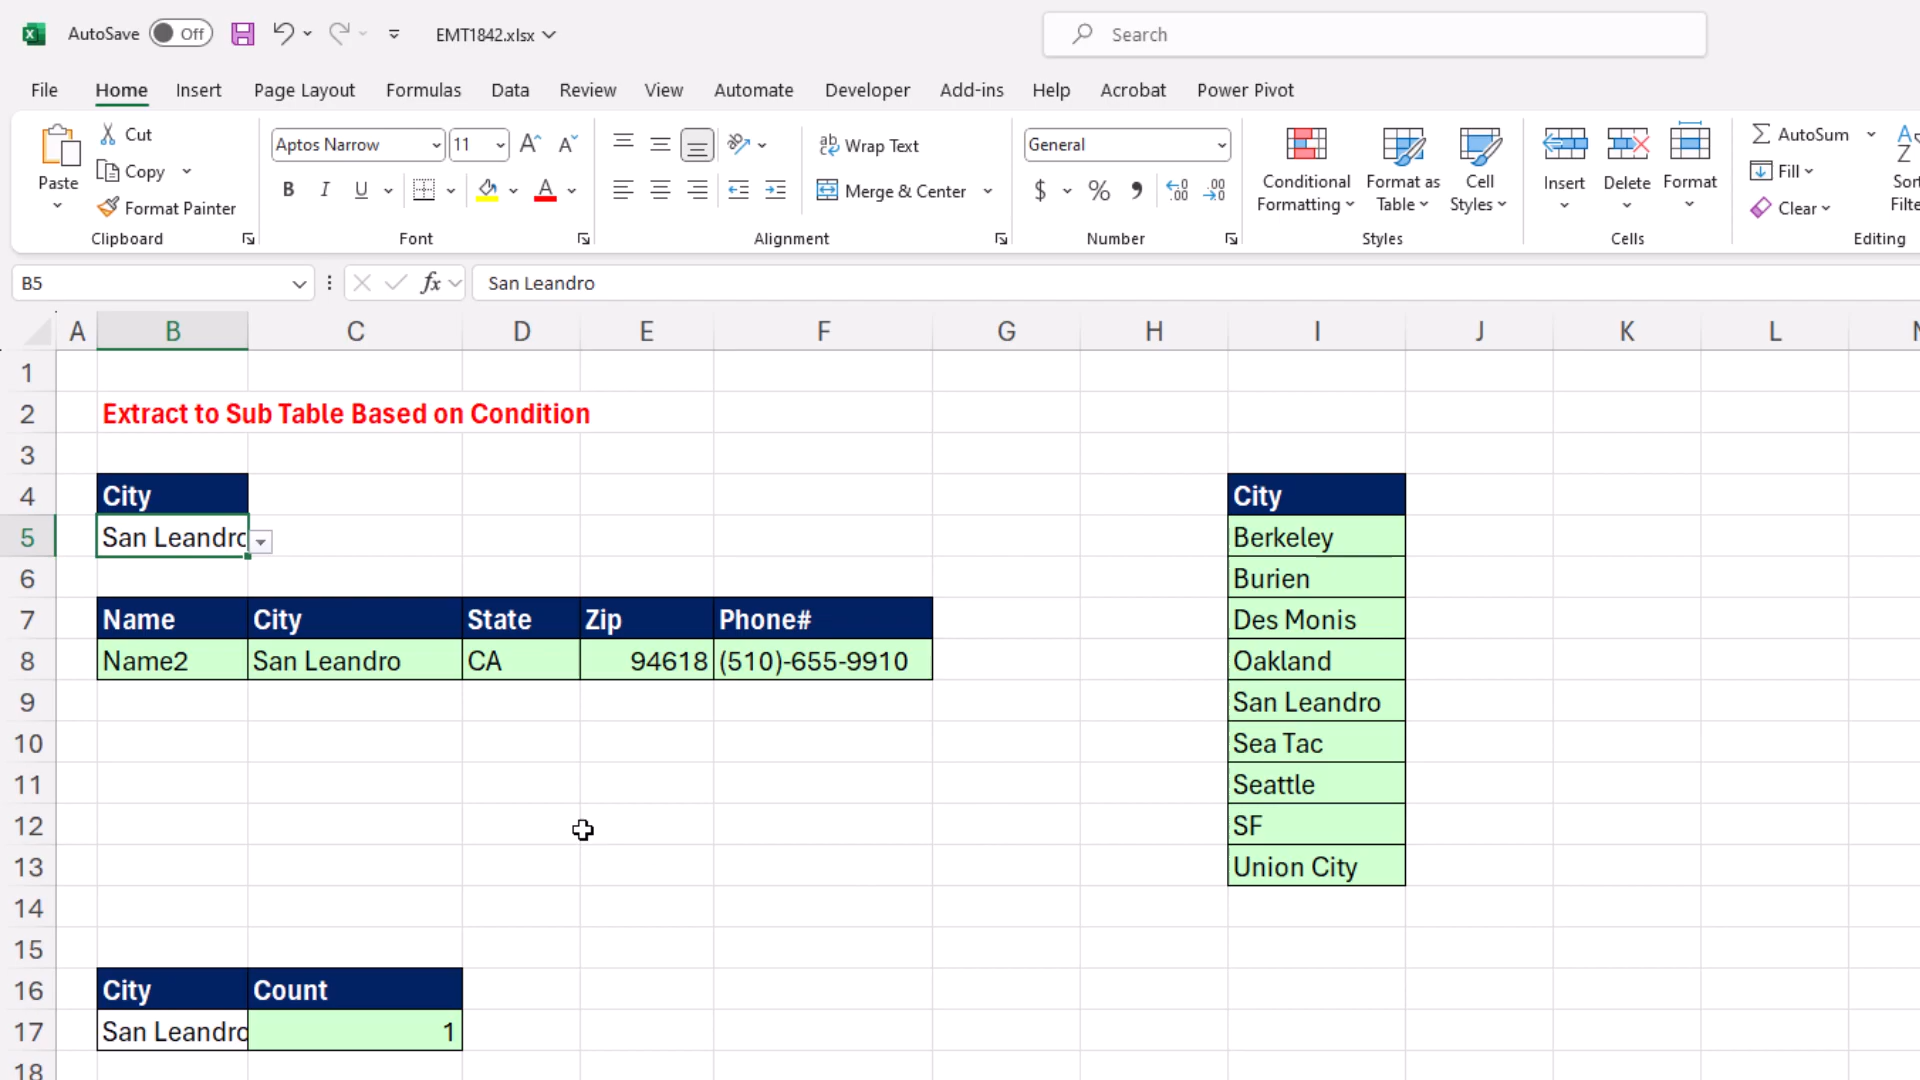 AutoSave Off EMT1842.xlsx Search
File Home Insert Page Layout Formulas Data Review View Automate Developer Add-ins Help Acrobat Power Pivot
Paste Cut Copy Format Painter
Clipboard
Aptos Narrow 11
B I U A
Font
Wrap Text
Merge & Center
Alignment
General
$ % 9
Number
Conditional Formatting
Format as Table
Cell Styles
Styles
Insert Delete Format
Cells
AutoSum
Fill
Clear
Editing
B5 fx San Leandro
A B C D E F G H I J K L
1
2 Extract to Sub Table Based on Condition
3
4 City City
5 San Leandro Berkeley
6 Burien
7 Name City State Zip Phone# Des Monis
8 Name2 San Leandro CA 94618 (510)-655-9910 Oakland
9 San Leandro
10 Sea Tac
11 Seattle
12 SF
13 Union City
14
15
16 City Count
17 San Leandro 1
18